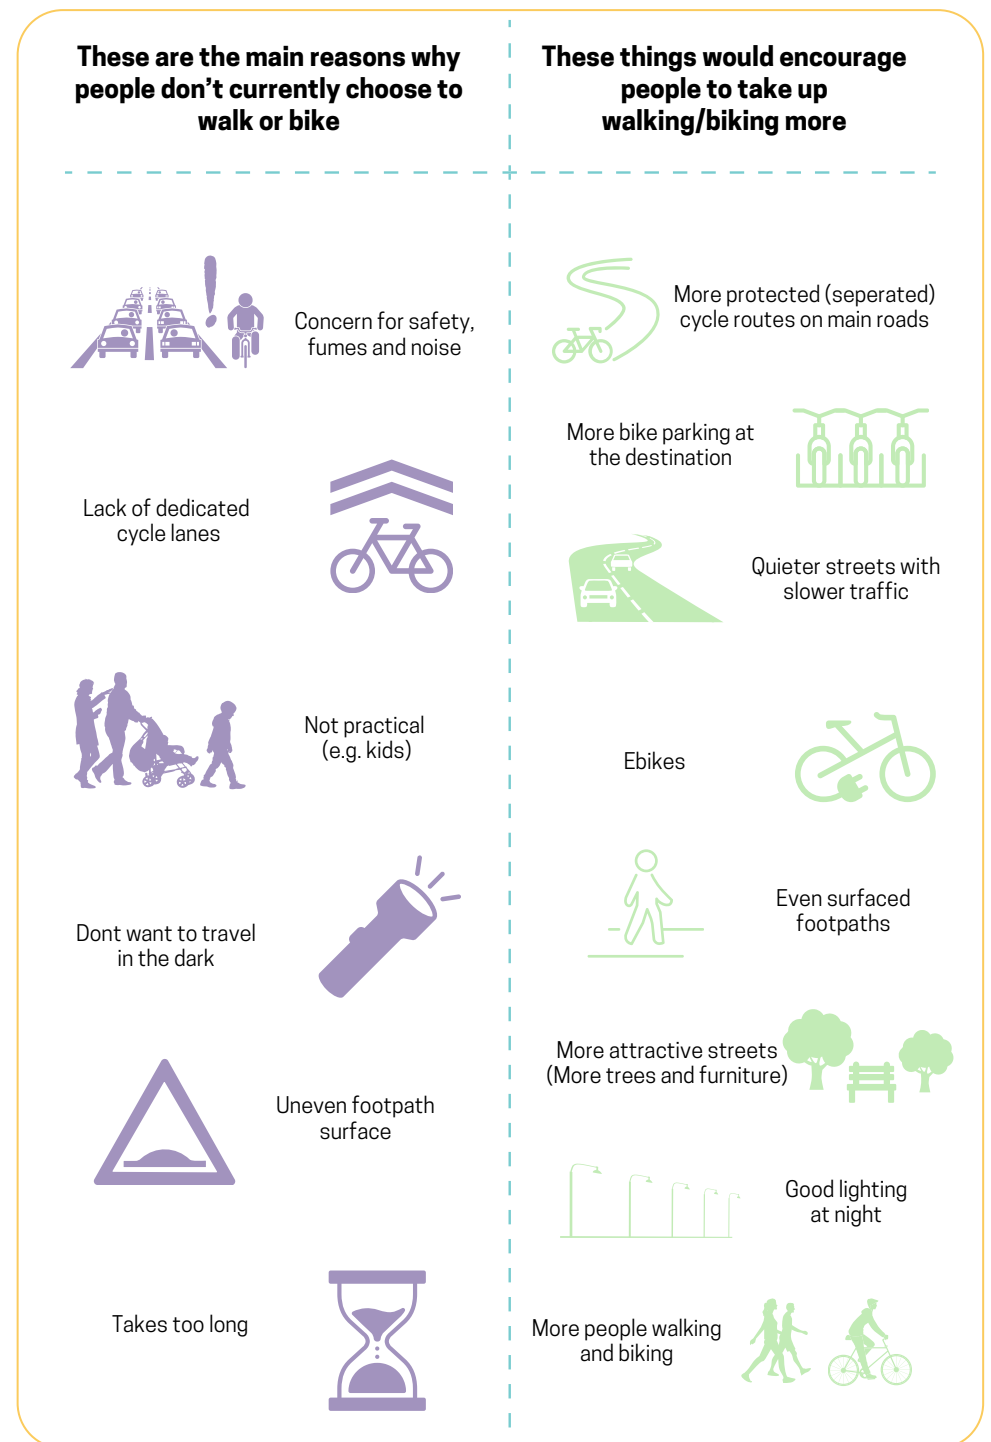 These are the main reasons why
people don’t currently choose to
walk or bike
Concern for safety,
fumes and noise
Lack of dedicated
cycle lanes
Not practical
(e.g. kids)
Dont want to travel
in the dark
Uneven footpath
surface
Takes too long
These things would encourage
people to take up
walking/biking more
More protected (seperated)
cycle routes on main roads
More bike parking at
the destination
Quieter streets with
slower traffic
Ebikes
Even surfaced
footpaths
More attractive streets
(More trees and furniture)
Good lighting
at night
More people walking
and biking